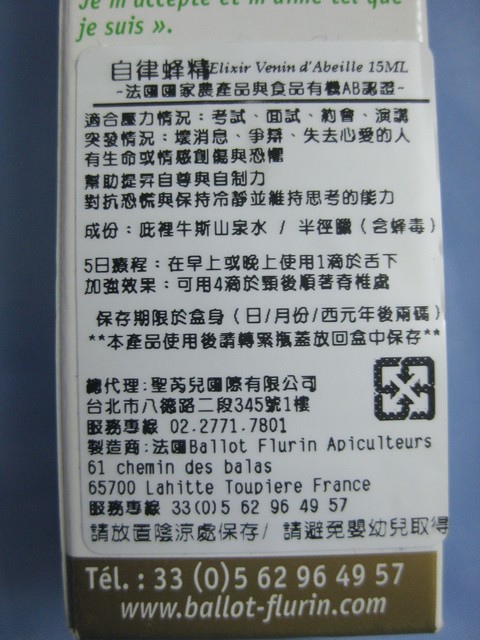 Je m'accepte et m'aime tel que
je suis ».
自律蜂精Elixir Venin d'Abeille 15ML
-法國國家農產品與食品有機AB認證-
適合壓力情況：考試、面試、約會、演講
突發情況：壞消息、爭辯、失去心愛的人
有生命或情感創傷與恐懼
幫助提昇自尊與自制力
對抗恐慌與保持冷靜並維持思考的能力
成份：庇裡牛斯山泉水 / 半徑臘（含蜂毒）
5日療程：在早上或晚上使用1滴於舌下
加強效果：可用4滴於頸後順著脊椎處
保存期限於盒身（日/月份/西元年後兩碼）
**本產品使用後請轉緊瓶蓋放回盒中保存**
總代理:聖芮兒國際有限公司
台北市八德路二段345號1樓
服務專線 02.2771.7801
製造商:法國Ballot Flurin Apiculteurs
61 chemin des balas
65700 Lahitte Toupiere France
服務專線 33(0)5 62 96 49 57
請放置陰涼處保存/ 請避免嬰幼兒取得
Tél. : 33 (0)5 62 96 49 57
www.ballot-flurin.com